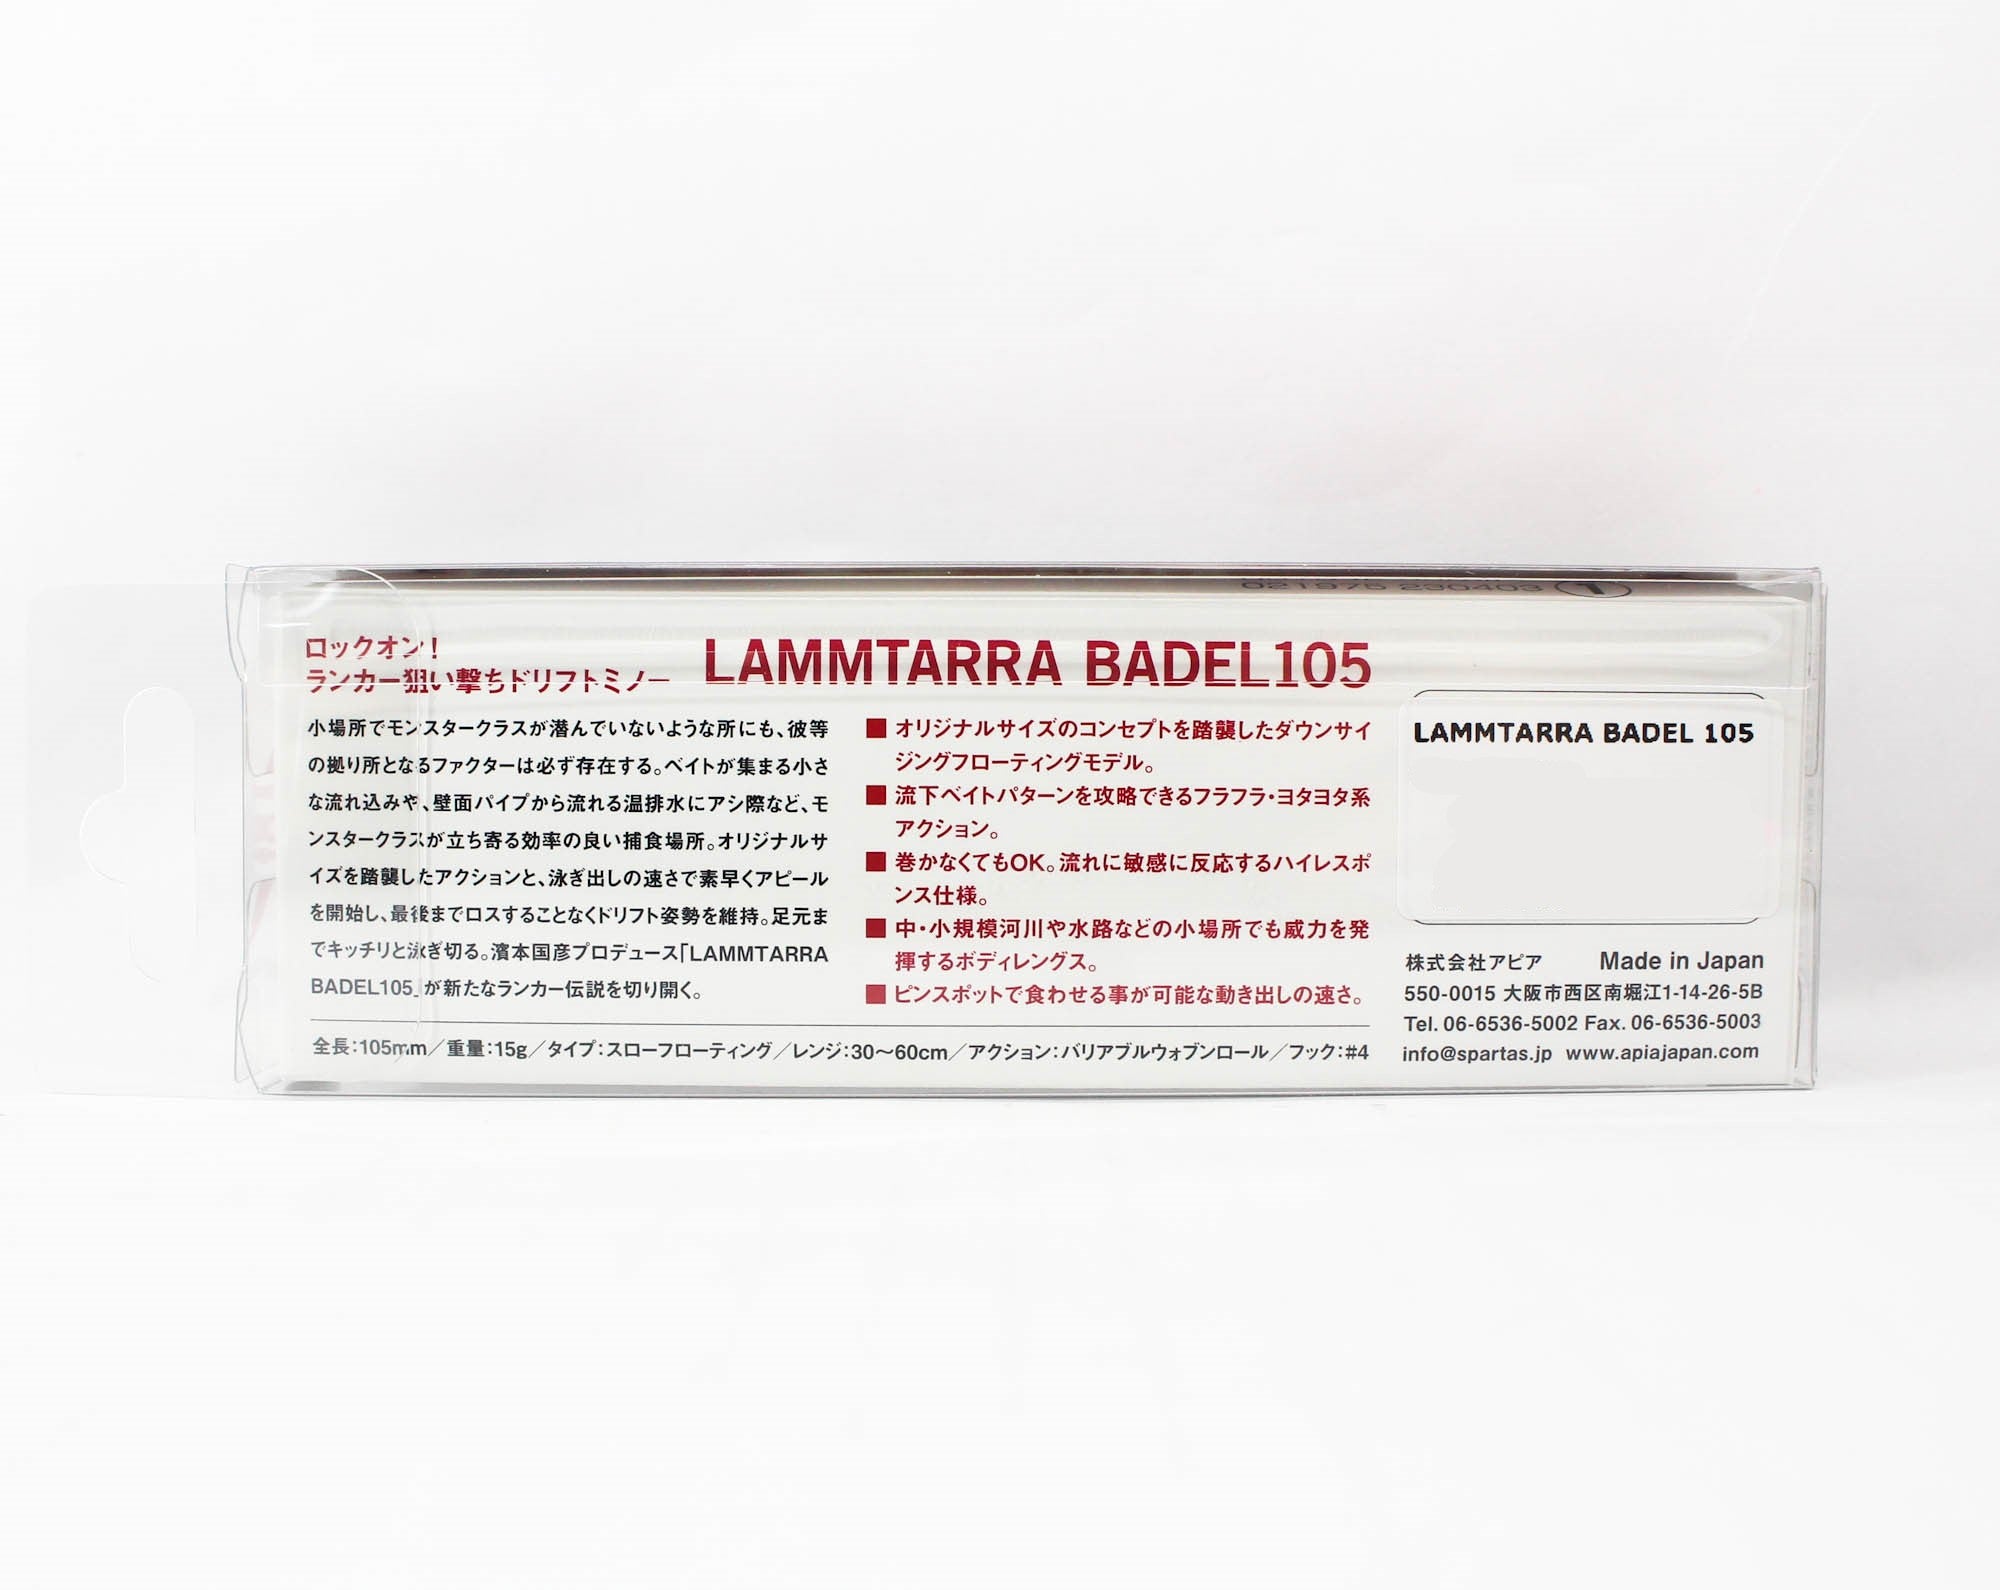 021975 230403 1
ロックオン！
ランカー狙い撃ちドリフトミノー
LAMMTARRA BADEL105
小場所でモンスタークラスが潜んでいないような所にも、彼等
の拠り所となるファクターは必ず存在する。ベイトが集まる小さ
な流れ込みや、壁面パイプから流れる温排水にアシ際など、モ
ンスタークラスが立ち寄る効率の良い捕食場所。オリジナルサ
イズを踏襲したアクションと、泳ぎ出しの速さで素早くアピール
を開始し、最後までロスすることなくドリフト姿勢を維持。足元ま
でキッチリと泳ぎ切る。濱本国彦プロデュース「LAMMTARRA
BADEL105」が新たなランカー伝説を切り開く。
■ オリジナルサイズのコンセプトを踏襲したダウンサイ
ジングフローティングモデル。
■ 流下ベイトパターンを攻略できるフラフラ・ヨタヨタ系
アクション。
■ 巻かなくてもOK。流れに敏感に反応するハイレスポ
ンス仕様。
■ 中・小規模河川や水路などの小場所でも威力を発
揮するボディレングス。
■ ピンスポットで食わせる事が可能な動き出しの速さ。
全長：105mm／重量：15g／タイプ：スローフローティング／レンジ：30〜60cm／アクション：バリアブルウォブンロール／フック：#4
LAMMTARRA BADEL 105
株式会社アピア Made in Japan
550-0015 大阪市西区南堀江1-14-26-5B
Tel. 06-6536-5002 Fax. 06-6536-5003
info@spartas.jp www.apiajapan.com